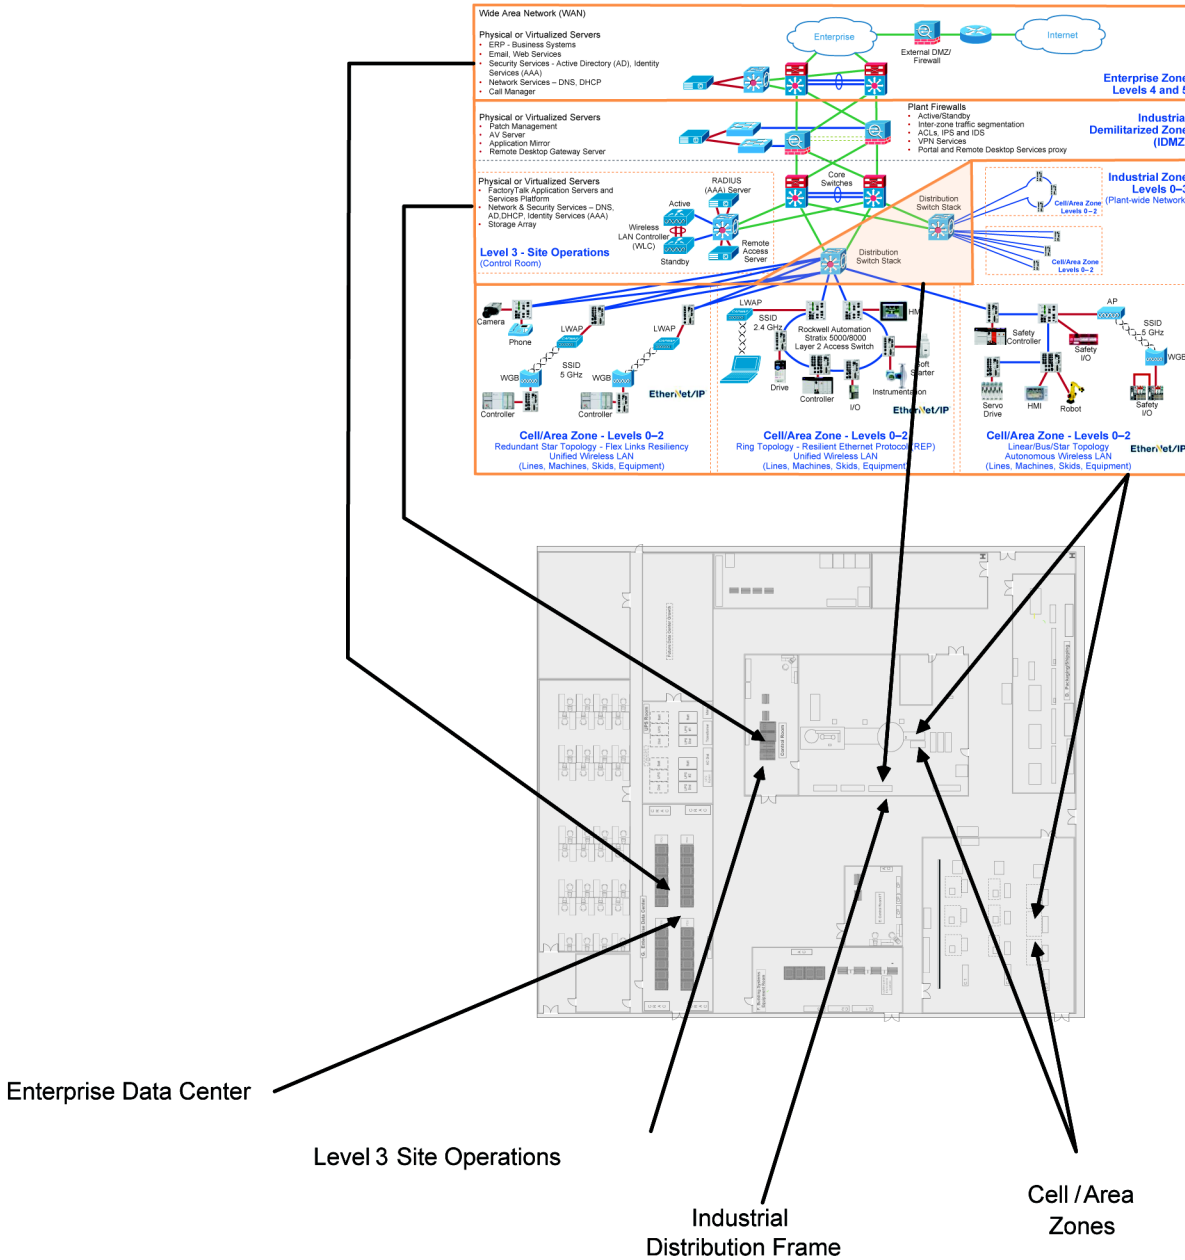 Wide Area Network (WAN)
Physical or Virtualized Servers
• ERP - Business Systems
• Email, Web Services
• Security Services - Active Directory (AD), Identity
Services (AAA)
• Network Services – DNS, DHCP
• Call Manager
Enterprise
External DMZ/
Firewall
Internet
Enterprise Zone
Levels 4 and 5
Physical or Virtualized Servers
• Patch Management
• AV Server
• Application Mirror
• Remote Desktop Gateway Server
Plant Firewalls
• Active/Standby
• Inter-zone traffic segmentation
• ACLs, IPS and IDS
• VPN Services
• Portal and Remote Desktop Services proxy
Industrial
Demilitarized Zone
(IDMZ)
Physical or Virtualized Servers
• FactoryTalk Application Servers and
Services Platform
• Network & Security Services – DNS,
AD,DHCP, Identity Services (AAA)
• Storage Array
Level 3 - Site Operations
(Control Room)
RADIUS
(AAA) Server
Active
Wireless
LAN Controller
(WLC)
Standby
Remote
Access
Server
Core
Switches
Distribution
Switch Stack
Distribution
Switch Stack
Industrial Zone
Levels 0–3
(Plant-wide Network)
Cell/Area Zone
Levels 0–2
Cell/Area Zone
Levels 0–2
Camera
Phone
LWAP
SSID
5 GHz
WGB
Controller
LWAP
WGB
Controller
EtherNet/IP
Cell/Area Zone - Levels 0–2
Redundant Star Topology - Flex Links Resiliency
Unified Wireless LAN
(Lines, Machines, Skids, Equipment)
LWAP
SSID
2.4 GHz
Rockwell Automation
Stratix 5000/8000
Layer 2 Access Switch
HMI
Soft
Starter
Drive
Controller
I/O
Instrumentation
EtherNet/IP
Cell/Area Zone - Levels 0–2
Ring Topology - Resilient Ethernet Protocol (REP)
Unified Wireless LAN
(Lines, Machines, Skids, Equipment)
Safety
Controller
Safety
I/O
AP
SSID
5 GHz
WGB
Servo
Drive
HMI
Robot
Safety
I/O
EtherNet/IP
Cell/Area Zone - Levels 0–2
Linear/Bus/Star Topology
Autonomous Wireless LAN
(Lines, Machines, Skids, Equipment)
UPS Room
Control Room
Enterprise Data Center
Level 3 Site Operations
Industrial
Distribution Frame
Cell / Area
Zones